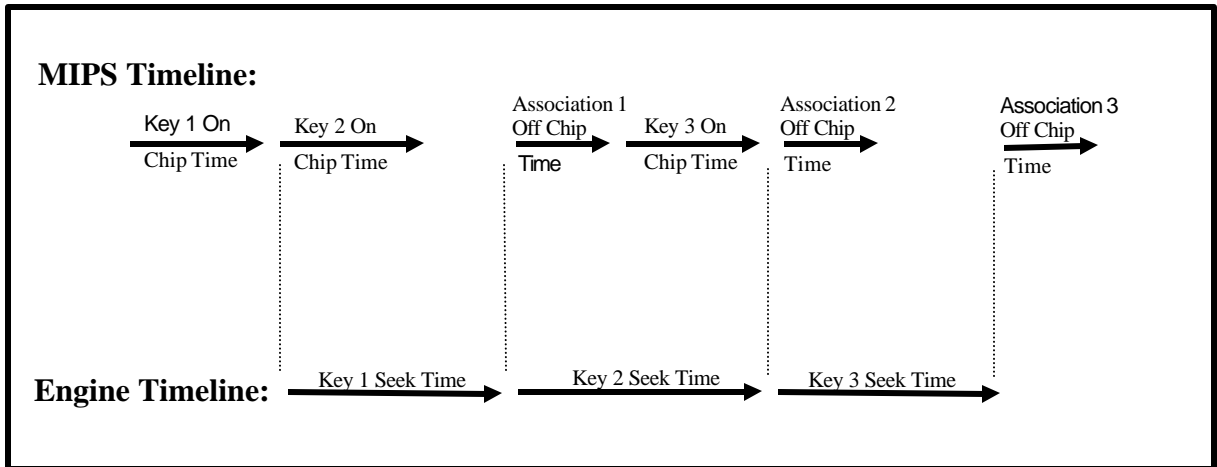 MIPS Timeline:
Key 1 On
Chip Time
Key 2 On
Chip Time
Association 1
Off Chip
Time
Key 3 On
Chip Time
Association 2
Off Chip
Time
Association 3
Off Chip
Time
Engine Timeline:
Key 1 Seek Time
Key 2 Seek Time
Key 3 Seek Time